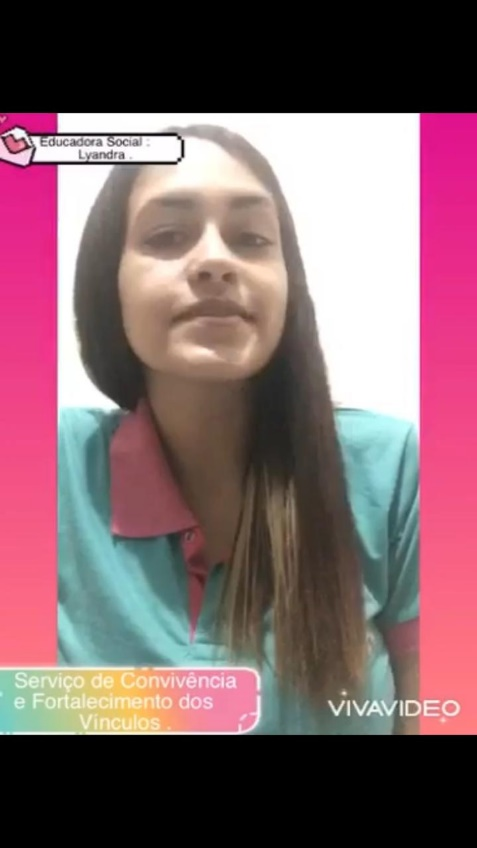 Educadora Social :
Lyandra .
Serviço de Convivência
e Fortalecimento dos
Vínculos .
VIVAVIDEO